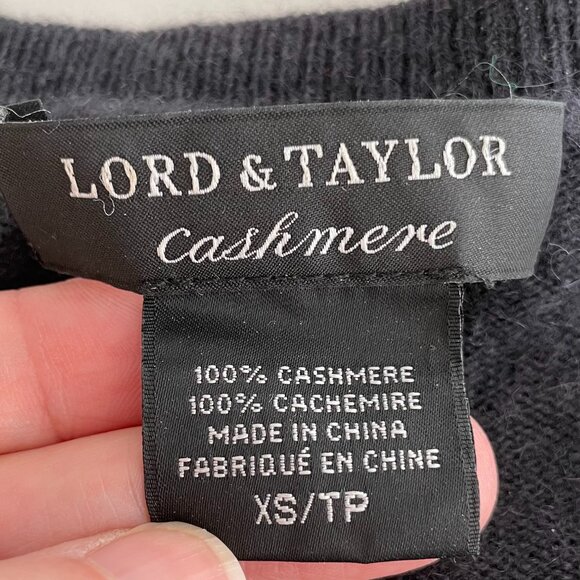 LORD & TAYLOR
cashmere
100% CASHMERE
100% CACHEMIRE
MADE IN CHINA
FABRIQUÉ EN CHINE
XS/TP